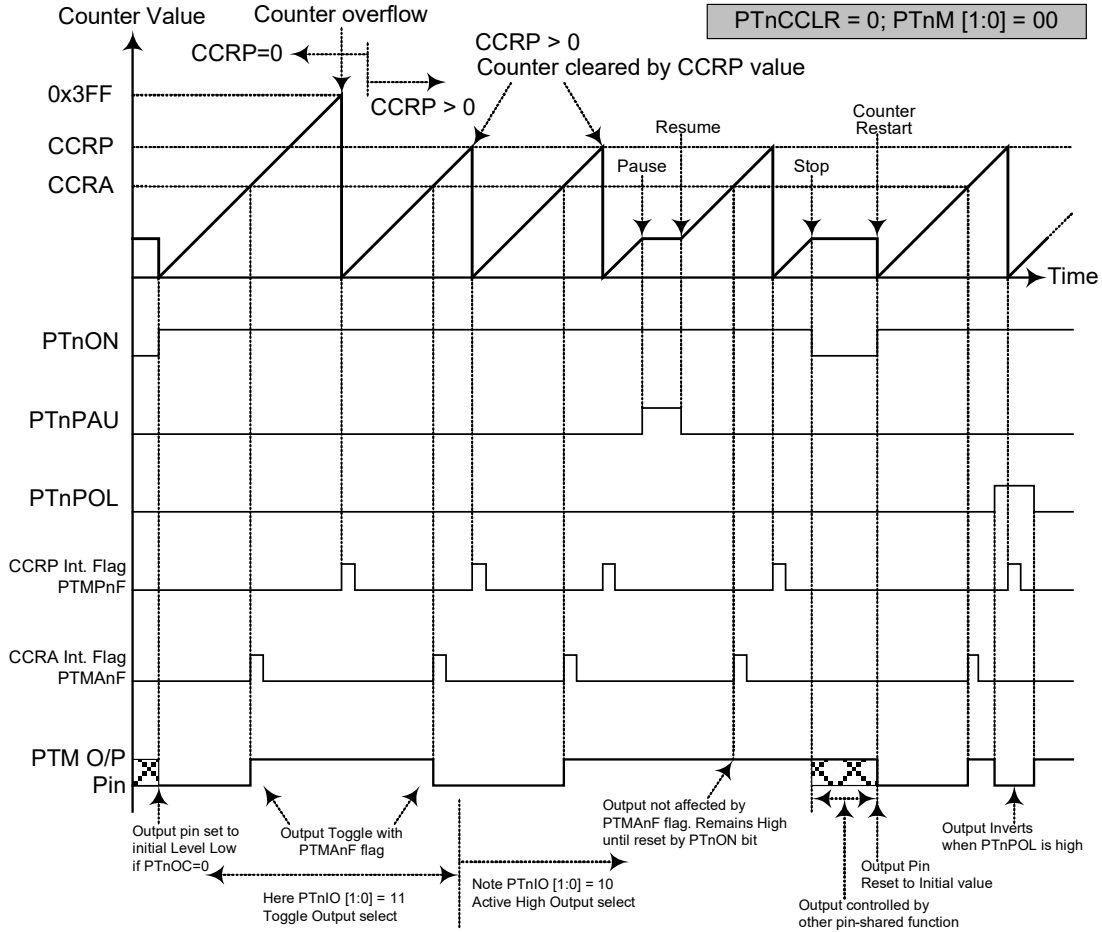 Counter Value
Counter overflow
PTnCCLR = 0; PTnM [1:0] = 00
CCRP=0
CCRP > 0
CCRP > 0
Counter cleared by CCRP value
0x3FF
CCRP
CCRA
Pause
Resume
Stop
Counter
Restart
Time
PTnON
PTnPAU
PTnPOL
CCRP Int. Flag
PTMPnF
CCRA Int. Flag
PTMAnF
PTM O/P
Pin
Output pin set to
initial Level Low
if PTnOC=0
Output Toggle with
PTMAnF flag
Output not affected by
PTMAnF flag. Remains High
until reset by PTnON bit
Output Inverts
when PTnPOL is high
Output Pin
Reset to Initial value
Here PTnIO [1:0] = 11
Toggle Output select
Note PTnIO [1:0] = 10
Active High Output select
Output controlled by
other pin-shared function